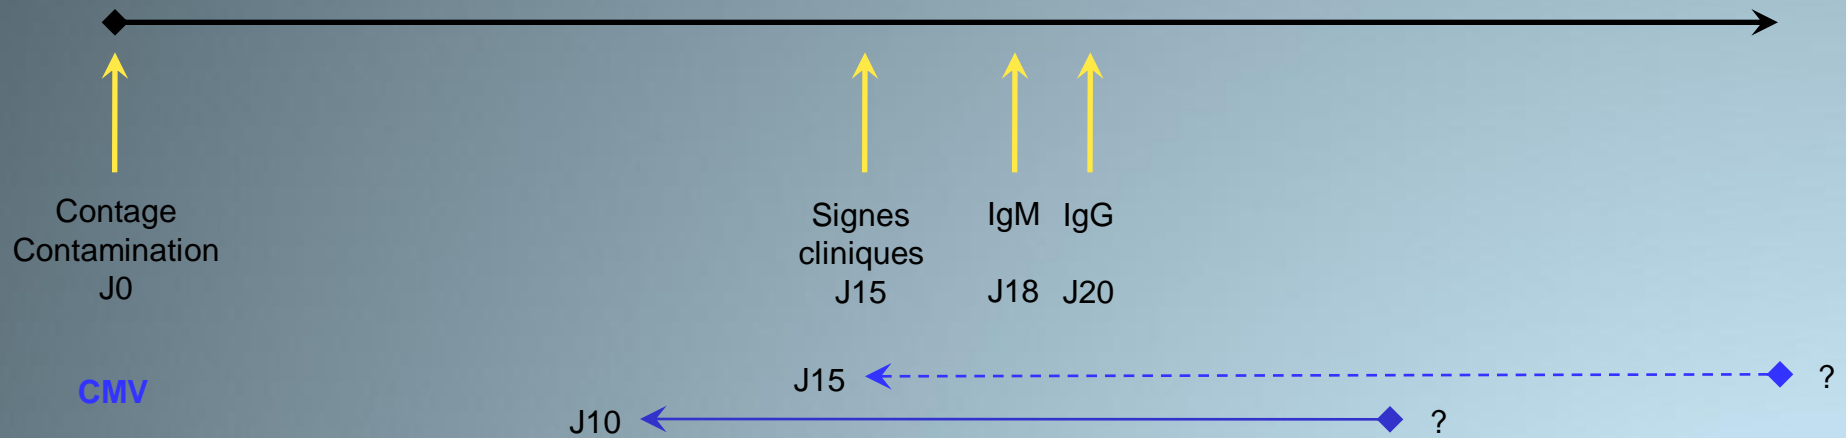 Contage
Contamination
J0
Signes
cliniques
J15
IgM
J18
IgG
J20
CMV
J15
?
J10
?